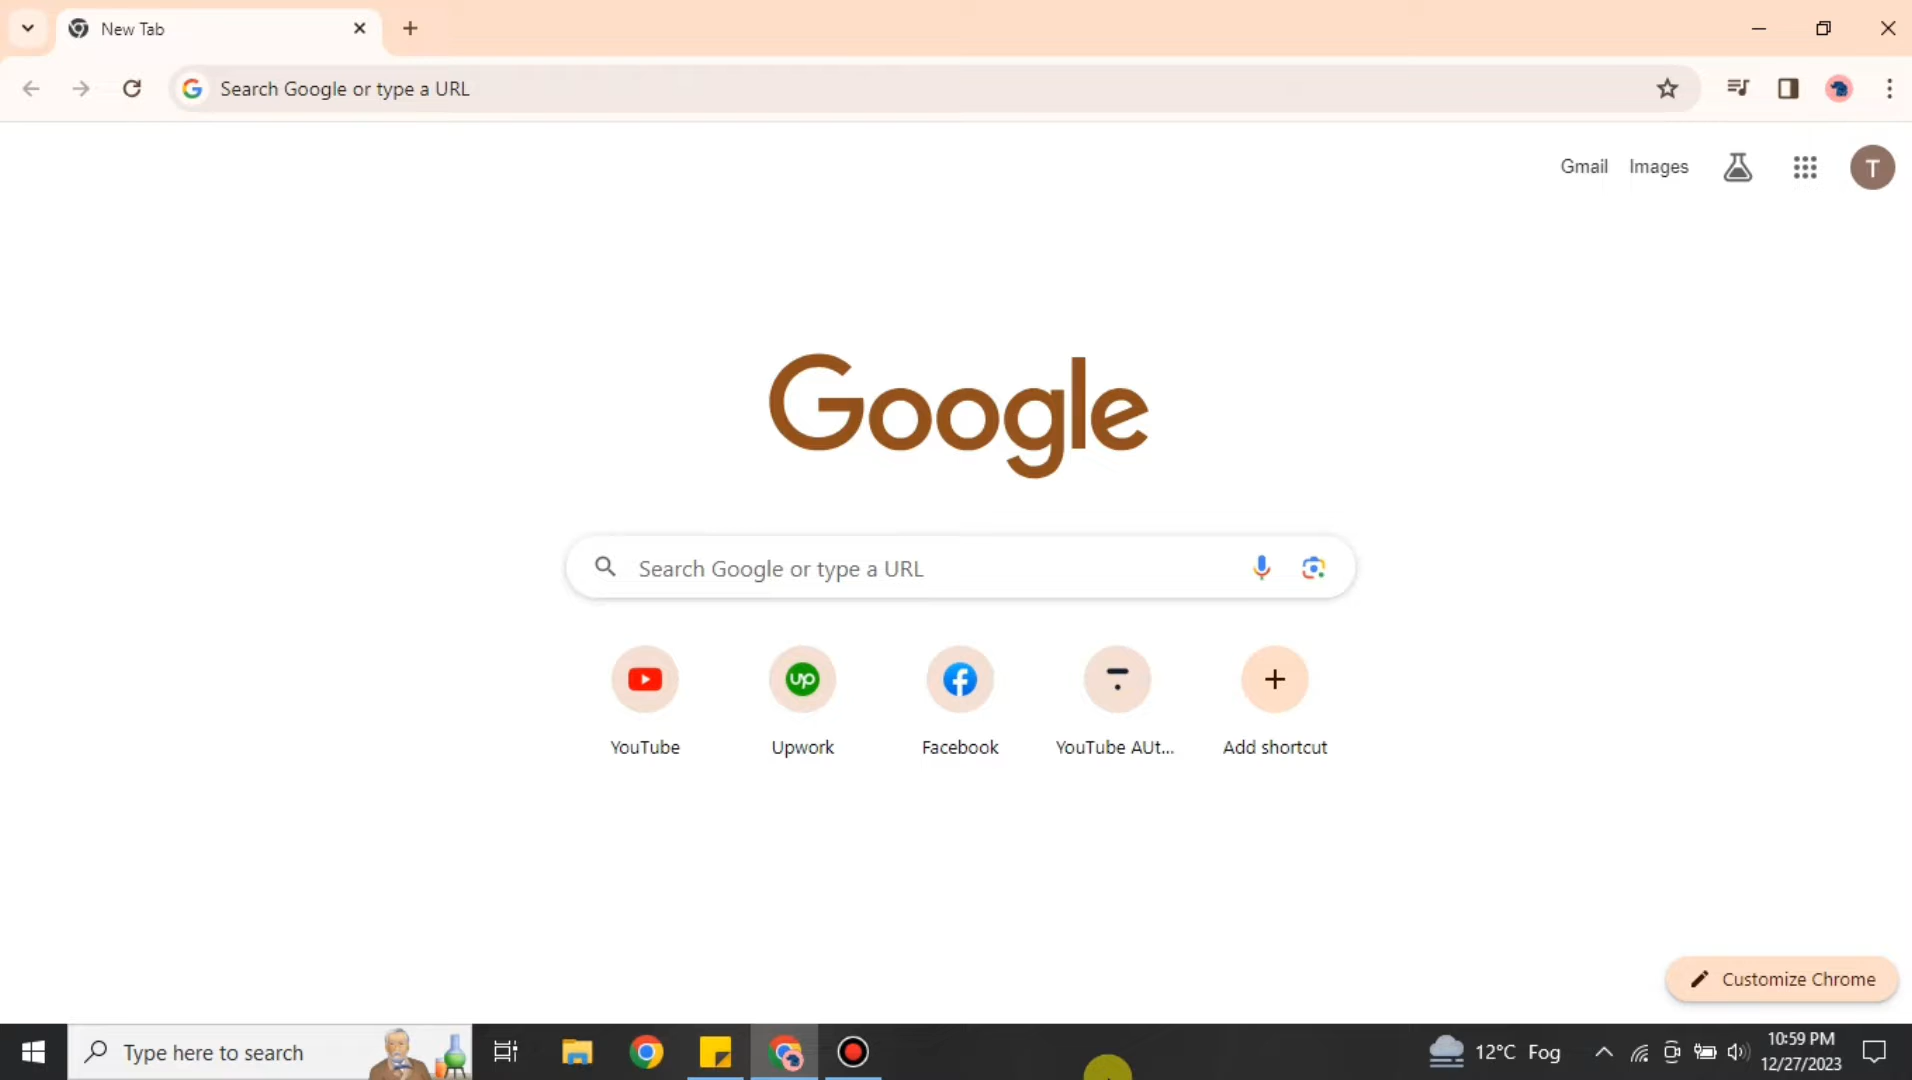 New Tab
Search Google or type a URL
Gmail Images
T
Google
Search Google or type a URL
up
YouTube Upwork Facebook YouTube AUt... Add shortcut
Customize Chrome
Type here to search
12°C Fog
10:59 PM
12/27/2023